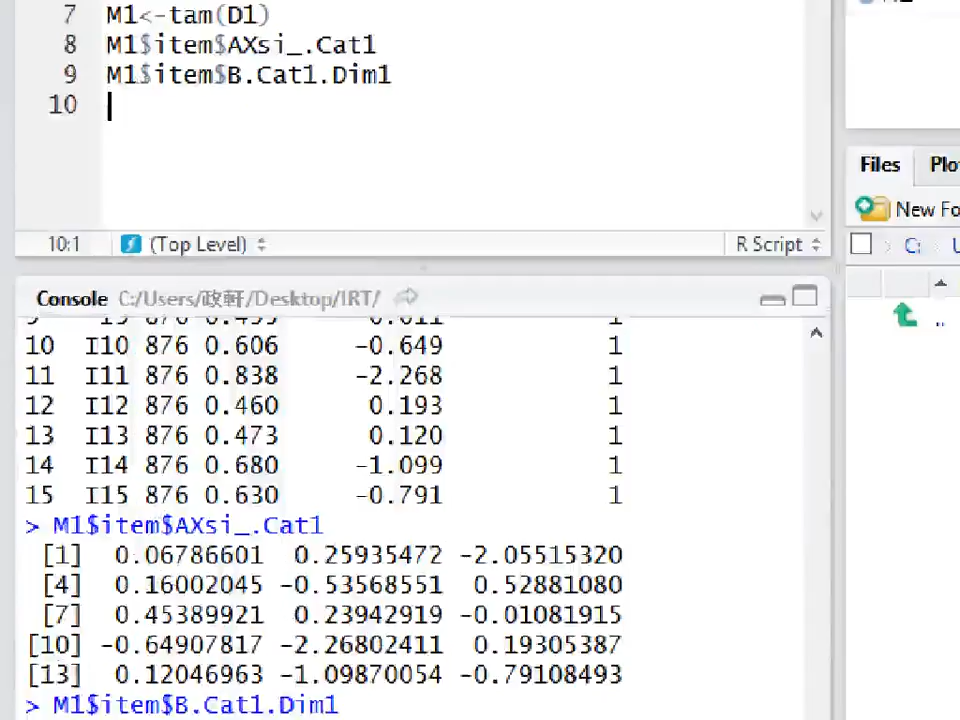 7 M1<-tam(D1)
8 M1$item$AXsi_.Cat1
9 M1$item$B.Cat1.Dim1
10
10:1 (Top Level) R Script
Files
New Fo
C:
Console C:/Users/政軒/Desktop/IRT/
10 I10 876 0.606 -0.649 1
11 I11 876 0.838 -2.268 1
12 I12 876 0.460 0.193 1
13 I13 876 0.473 0.120 1
14 I14 876 0.680 -1.099 1
15 I15 876 0.630 -0.791 1
> M1$item$AXsi_.Cat1
[1] 0.06786601 0.25935472 -2.05515320
[4] 0.16002045 -0.53568551 0.52881080
[7] 0.45389921 0.23942919 -0.01081915
[10] -0.64907817 -2.26802411 0.19305387
[13] 0.12046963 -1.09870054 -0.79108493
> M1$item$B.Cat1.Dim1